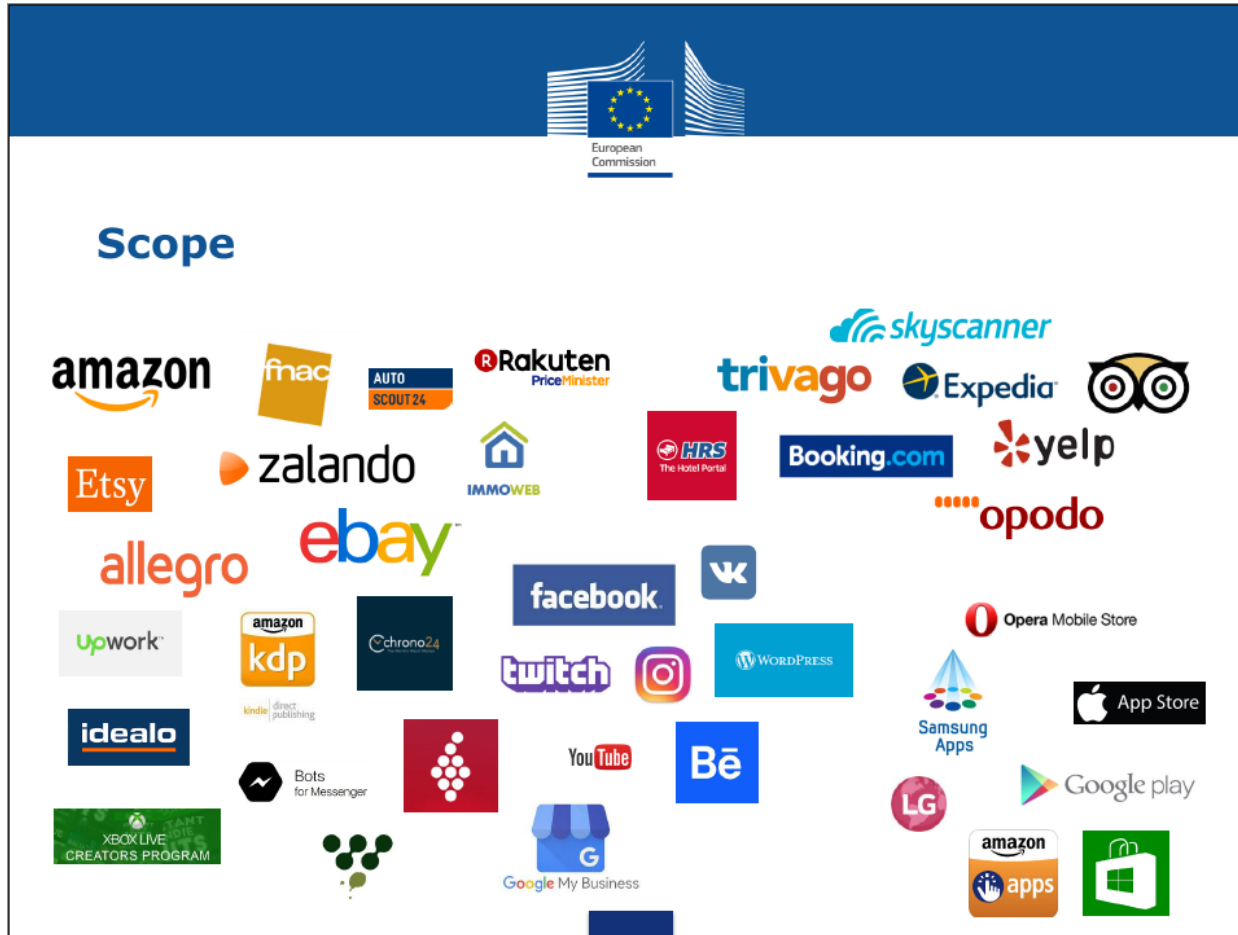 European
Commission
Scope
skyscanner
amazon
fnac
AUTO
SCOUT24
R Rakuten
PriceMinister
trivago
Expedia
Etsy
zalando
IMMOWEB
HRS
The Hotel Portal
Booking.com
yelp
opodo
allegro
ebay
facebook.
VK
upwork
amazon
kdp
kindle direct
publishing
chrono24
twitch
WORDPRESS
Opera Mobile Store
Samsung
Apps
App Store
idealo
Bots
for Messenger
You Tube
Bē
LG
Google play
XBOX LIVE
CREATORS PROGRAM
G
Google My Business
amazon
apps